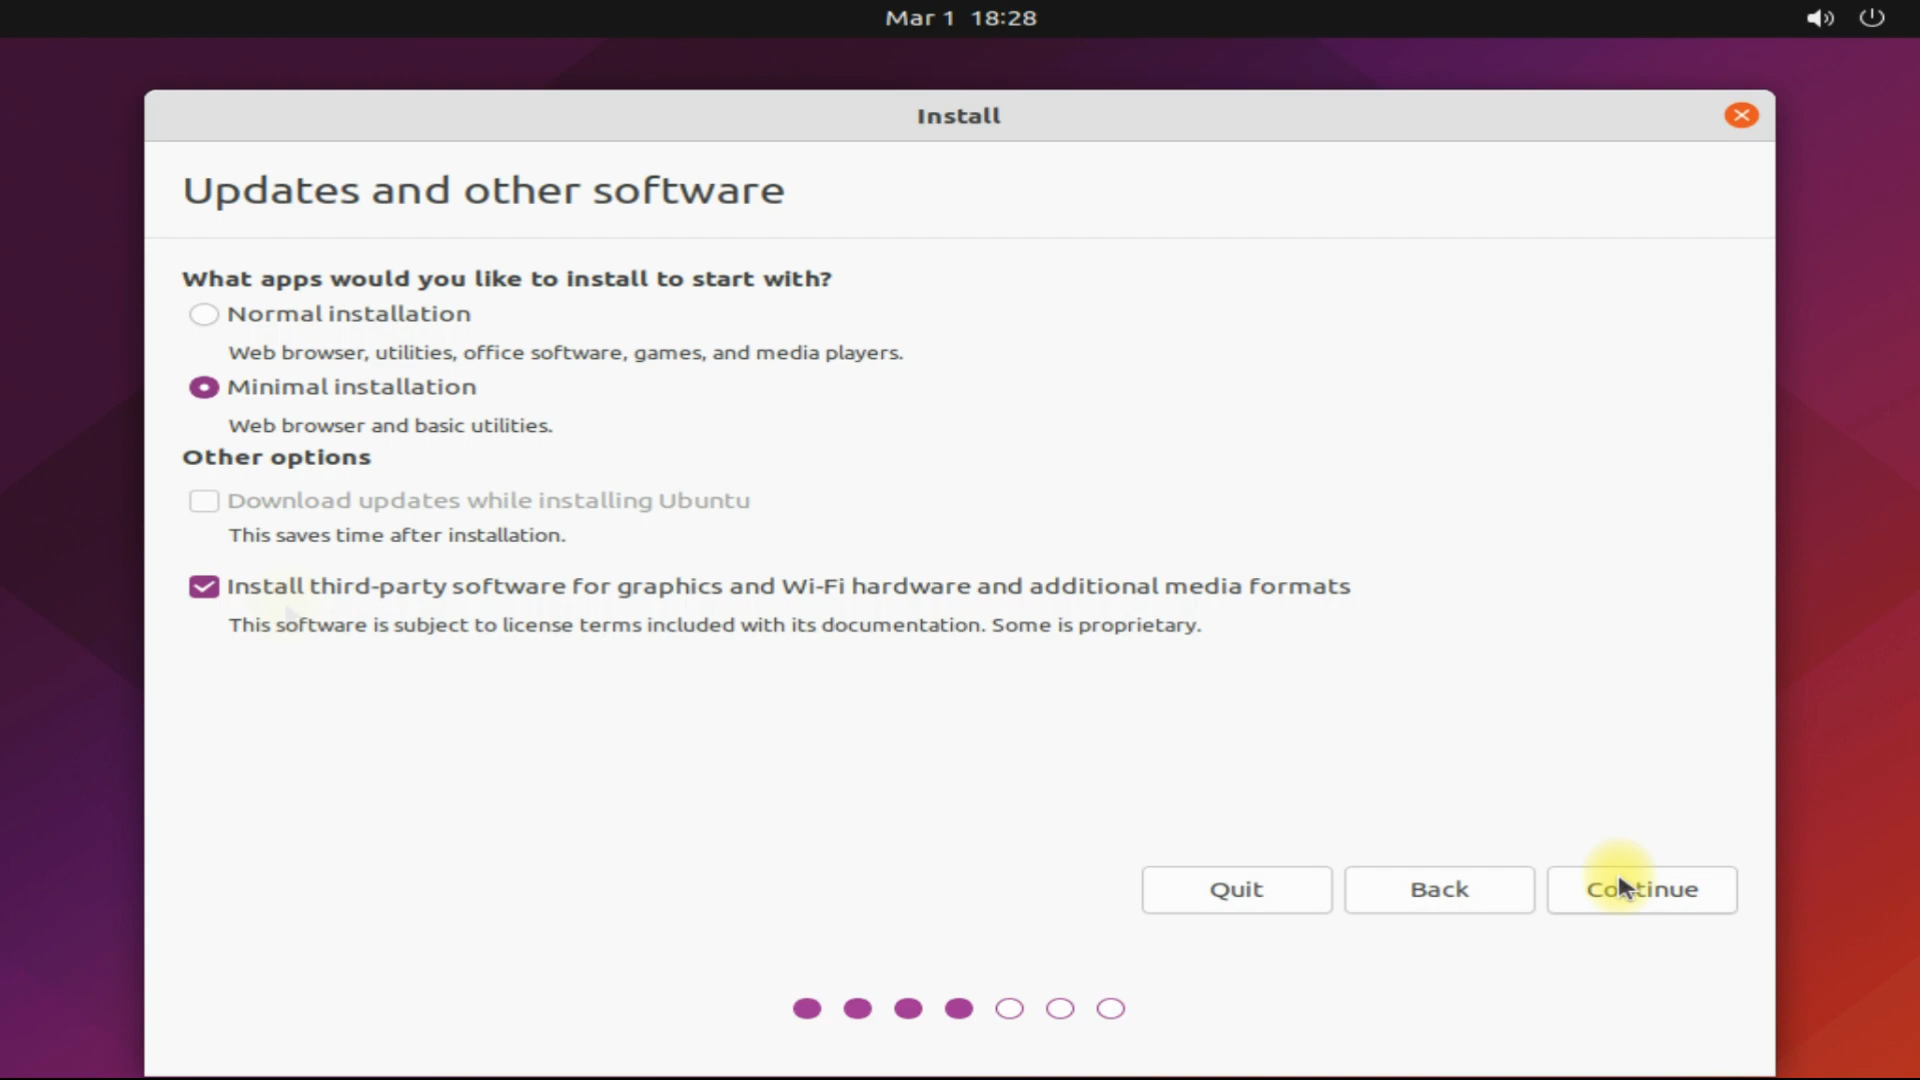 Mar 1 18:28
Install
Updates and other software
What apps would you like to install to start with?
Normal installation
Web browser, utilities, office software, games, and media players.
Minimal installation
Web browser and basic utilities.
Other options
Download updates while installing Ubuntu
This saves time after installation.
Install third-party software for graphics and Wi-Fi hardware and additional media formats
This software is subject to license terms included with its documentation. Some is proprietary.
Quit Back Continue